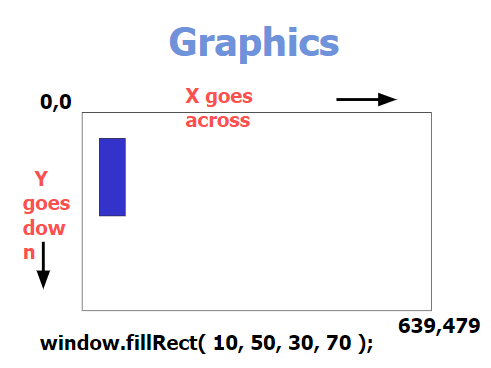 Graphics
0,0
X goes
across
Y
goes
dow
n
639,479
window.fillRect( 10, 50, 30, 70 );